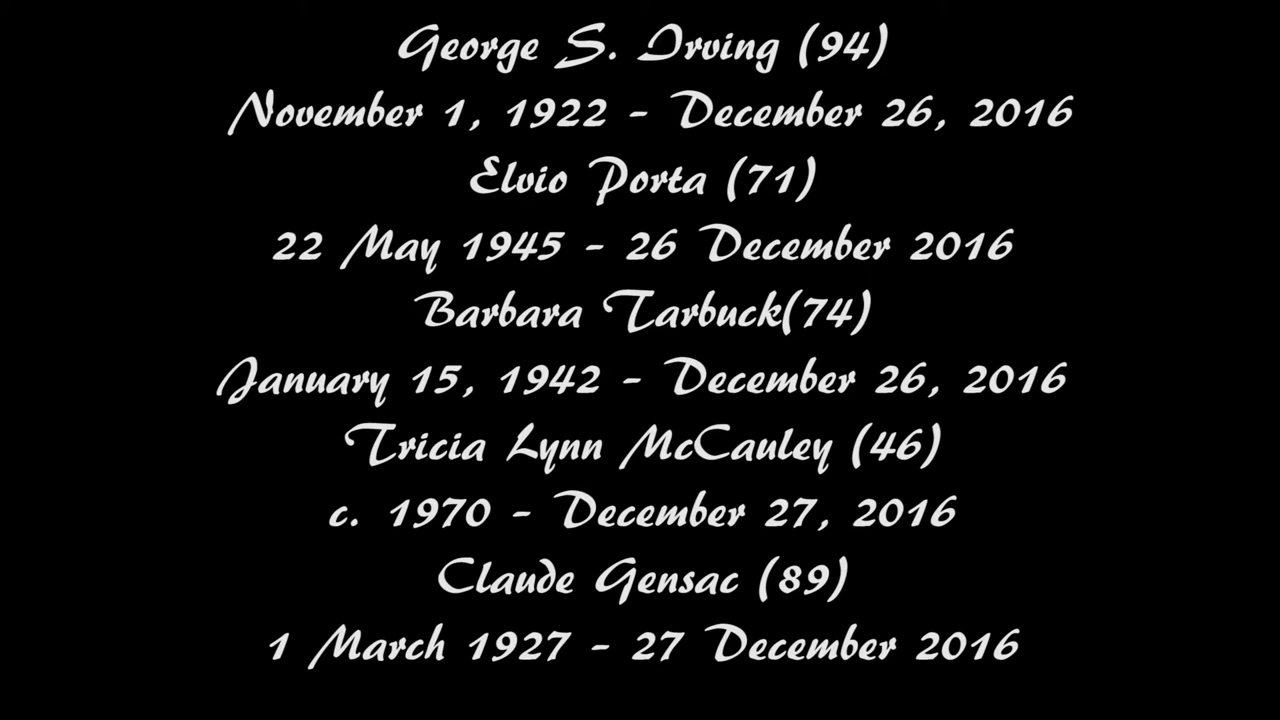 George S. Irving (94)
November 1, 1922 - December 26, 2016
Elvio Porta (71)
22 May 1945 - 26 December 2016
Barbara Tarbuck(74)
January 15, 1942 - December 26, 2016
Tricia Lynn McCauley (46)
c. 1970 - December 27, 2016
Claude Gensac (89)
1 March 1927 - 27 December 2016